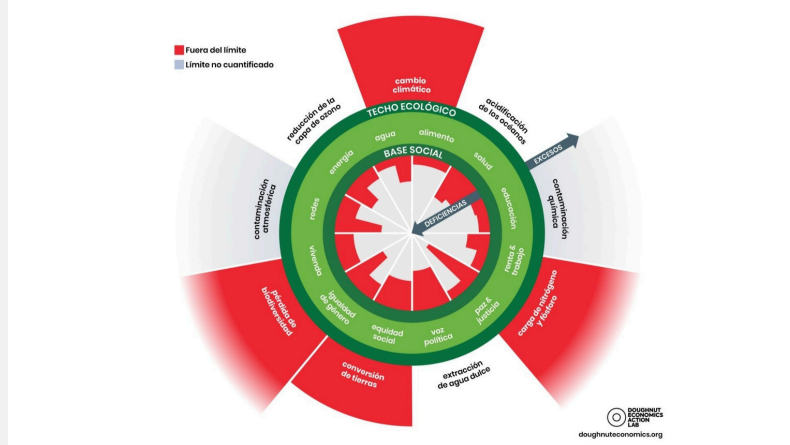 Fuera del límite
Límite no cuantificado
cambio
climático
reducción de la
capa de ozono
TECHO ECOLÓGICO
acidificación
de los océanos
EXCESOS
contaminación
atmosférica
contaminación
química
energía
agua
alimento
salud
educación
renta &
trabajo
paz &
justicia
voz
política
equidad
social
igualdad
de género
vivienda
redes
BASE SOCIAL
DEFICIENCIAS
pérdida de
biodiversidad
conversión
de tierras
extracción
de agua dulce
carga de nitrógeno
y fósforo
DOUGHNUT
ECONOMICS
ACTION
LAB
doughnuteconomics.org